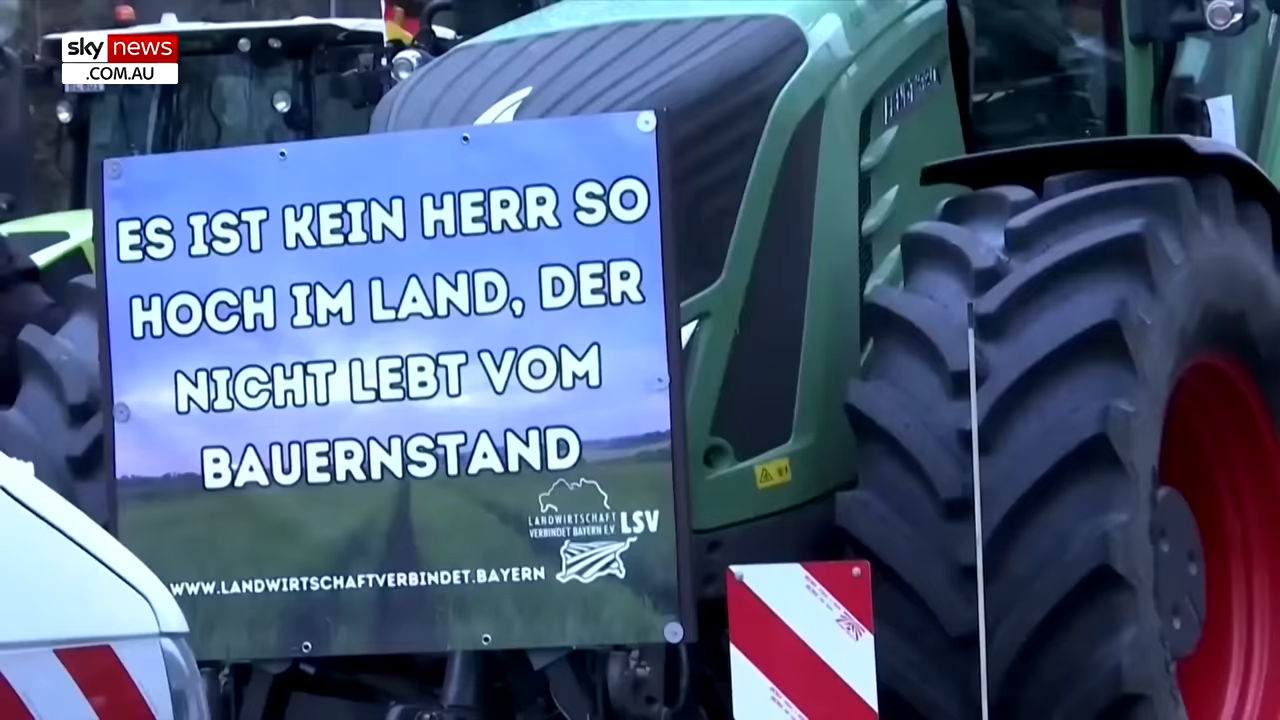 sky news
.COM.AU
ES IST KEIN HERR SO
HOCH IM LAND, DER
NICHT LEBT VOM
BAUERNSTAND
LANDWIRTSCHAFT
VERBINDET BAYERN E.V.
LSV
WWW.LANDWIRTSCHAFTVERBINDET.BAYERN